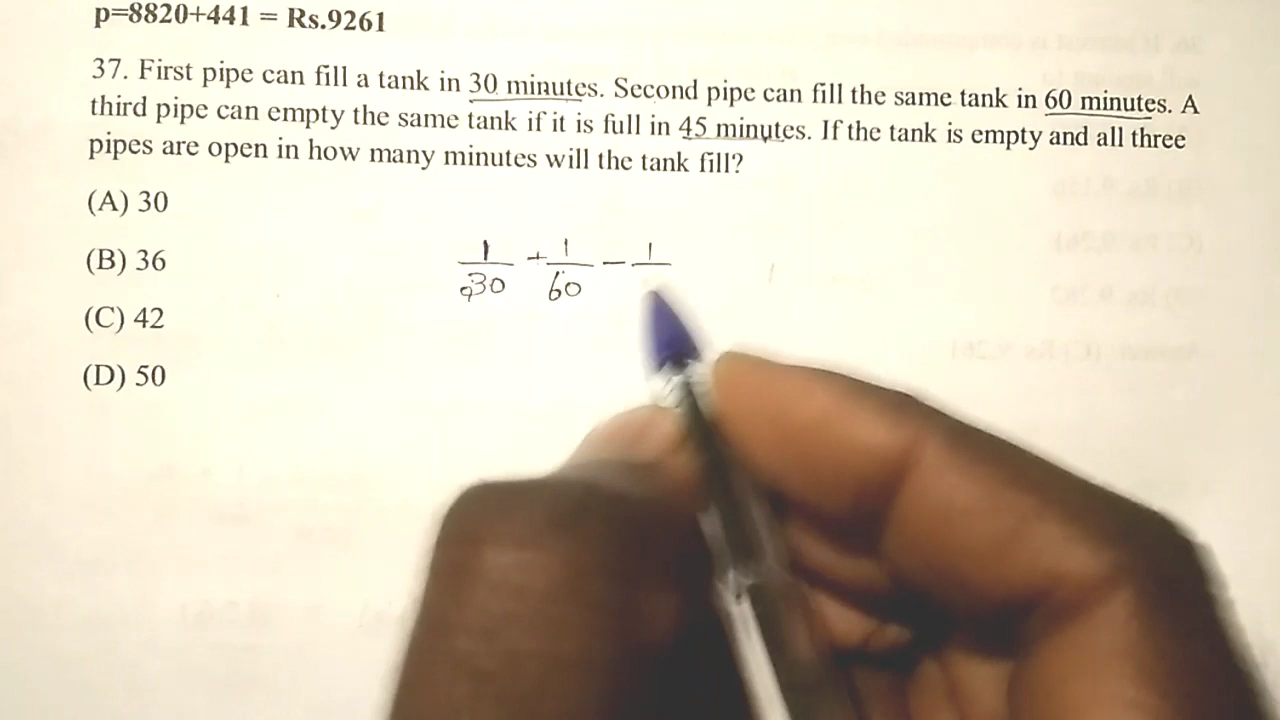 p=8820+441 = Rs.9261
37. First pipe can fill a tank in 30 minutes. Second pipe can fill the same tank in 60 minutes. A
third pipe can empty the same tank if it is full in 45 minutes. If the tank is empty and all three
pipes are open in how many minutes will the tank fill?
(A) 30
(B) 36
(C) 42
(D) 50
1/30 + 1/60 - 1/